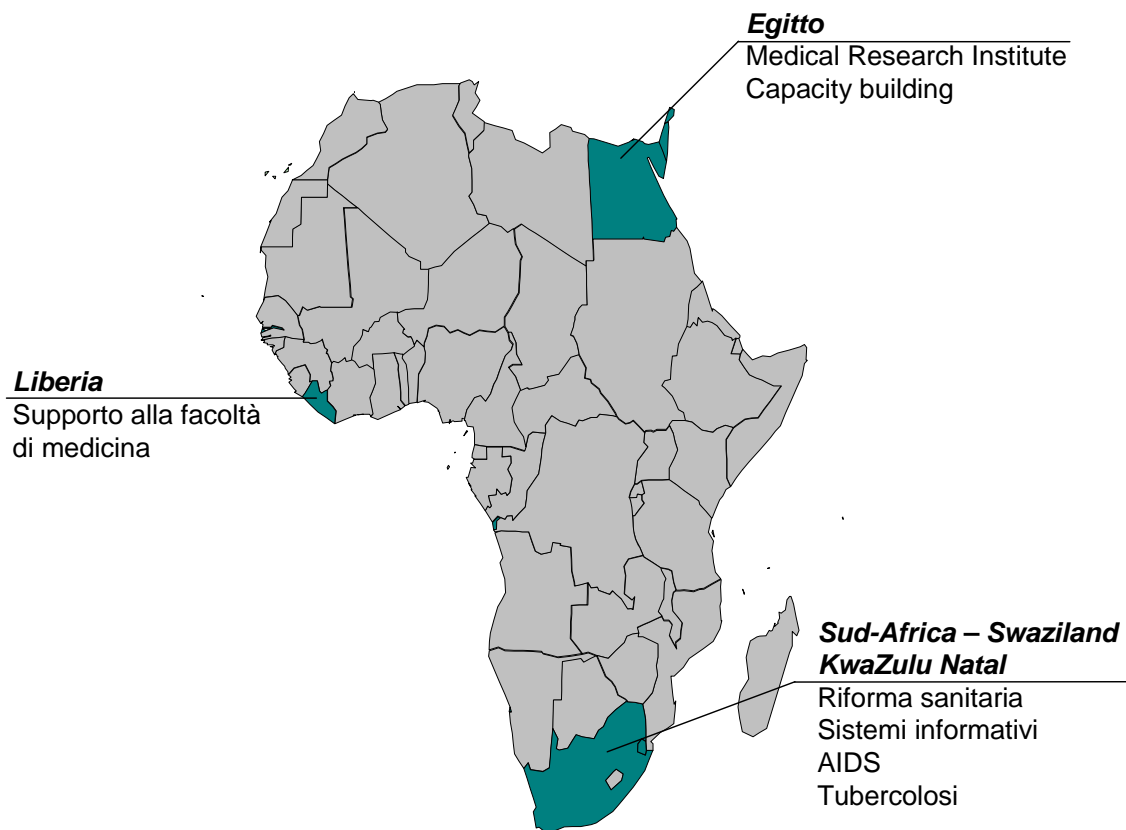 Egitto
Medical Research Institute
Capacity building
Liberia
Supporto alla facoltà
di medicina
Sud-Africa – Swaziland
KwaZulu Natal
Riforma sanitaria
Sistemi informativi
AIDS
Tubercolosi